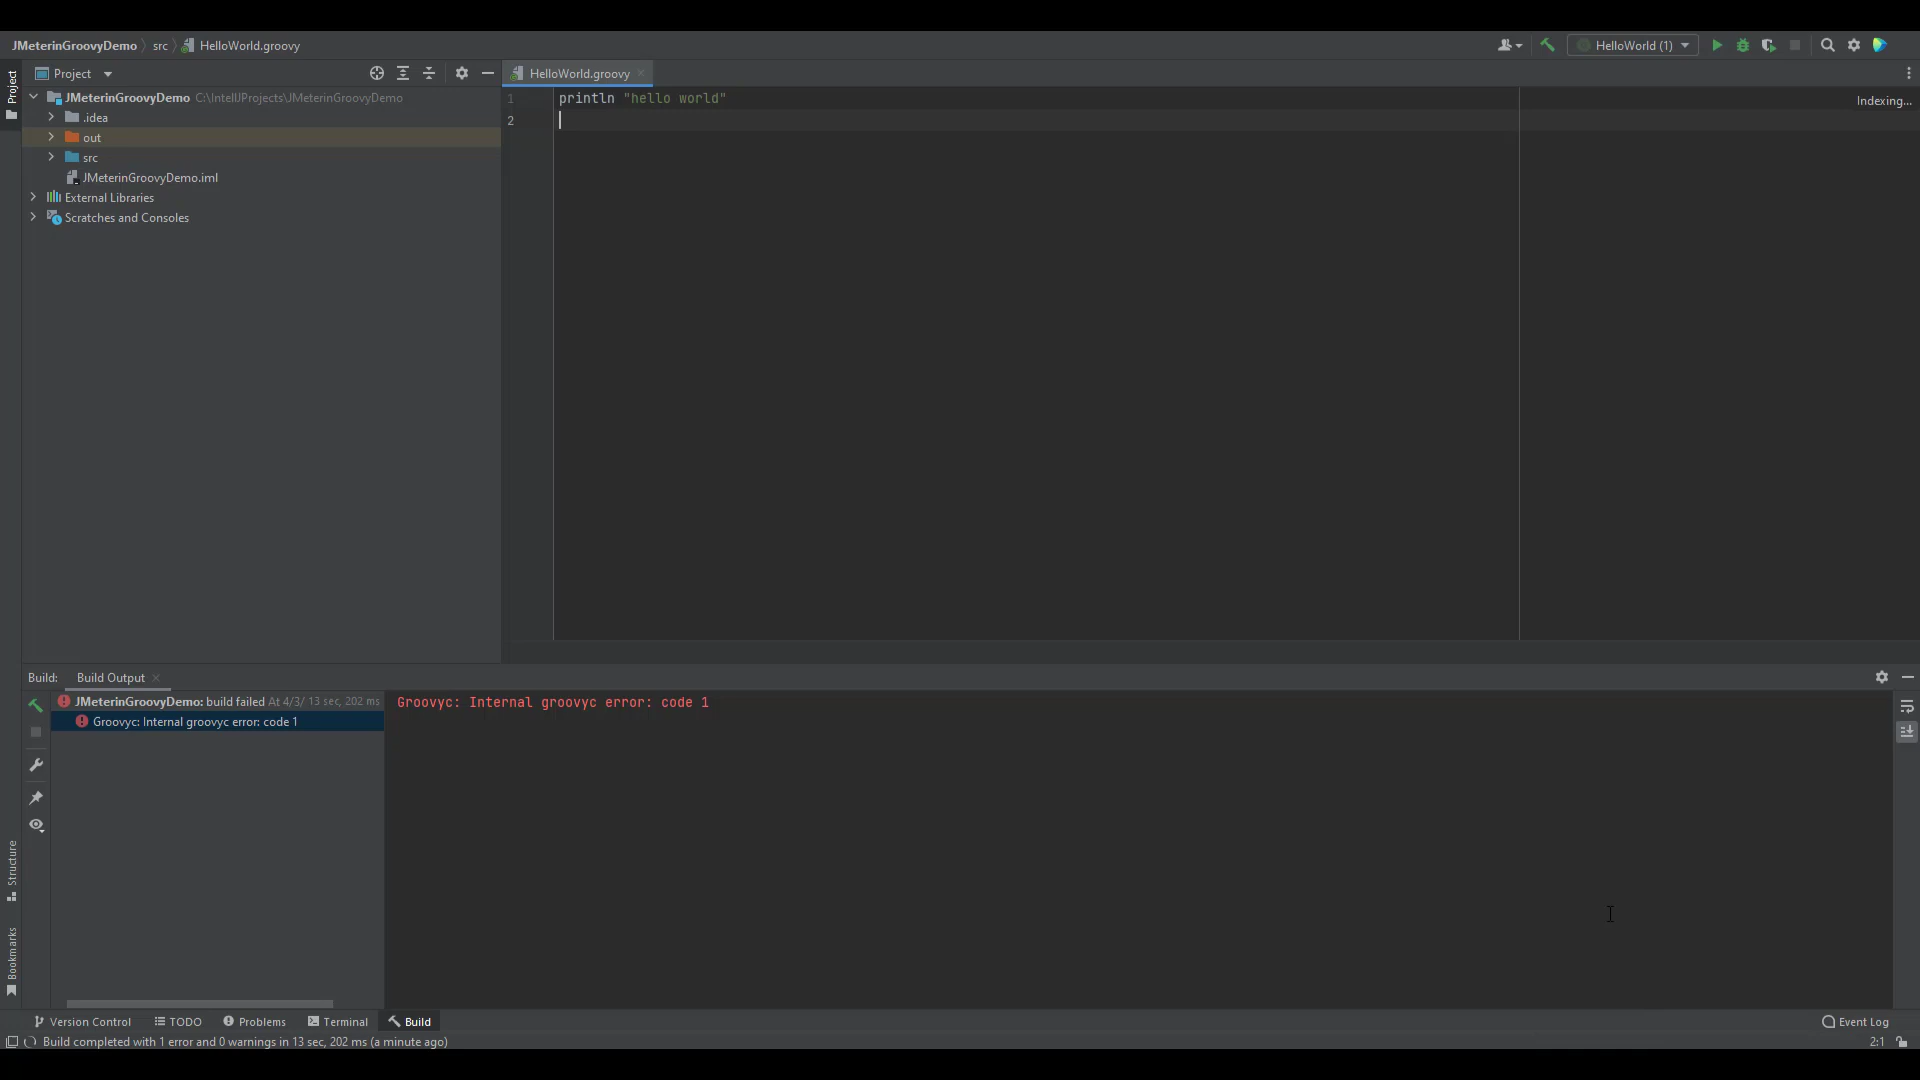 JMeterinGroovyDemo src HelloWorld.groovy
HelloWorld (1)
Project
Project
HelloWorld.groovy
JMeterinGroovyDemo C:\IntelIJProjects\JMeterinGroovyDemo
.idea
out
src
JMeterinGroovyDemo.iml
External Libraries
Scratches and Consoles
1 println "hello world"
2
Indexing...
Build: Build Output
JMeterinGroovyDemo: build failed At 4/3/ 13 sec, 202 ms
Groovyc: Internal groovyc error: code 1
Groovyc: Internal groovyc error: code 1
Structure
Bookmarks
Version Control TODO Problems Terminal Build Event Log
Build completed with 1 error and 0 warnings in 13 sec, 202 ms (a minute ago) 2:1